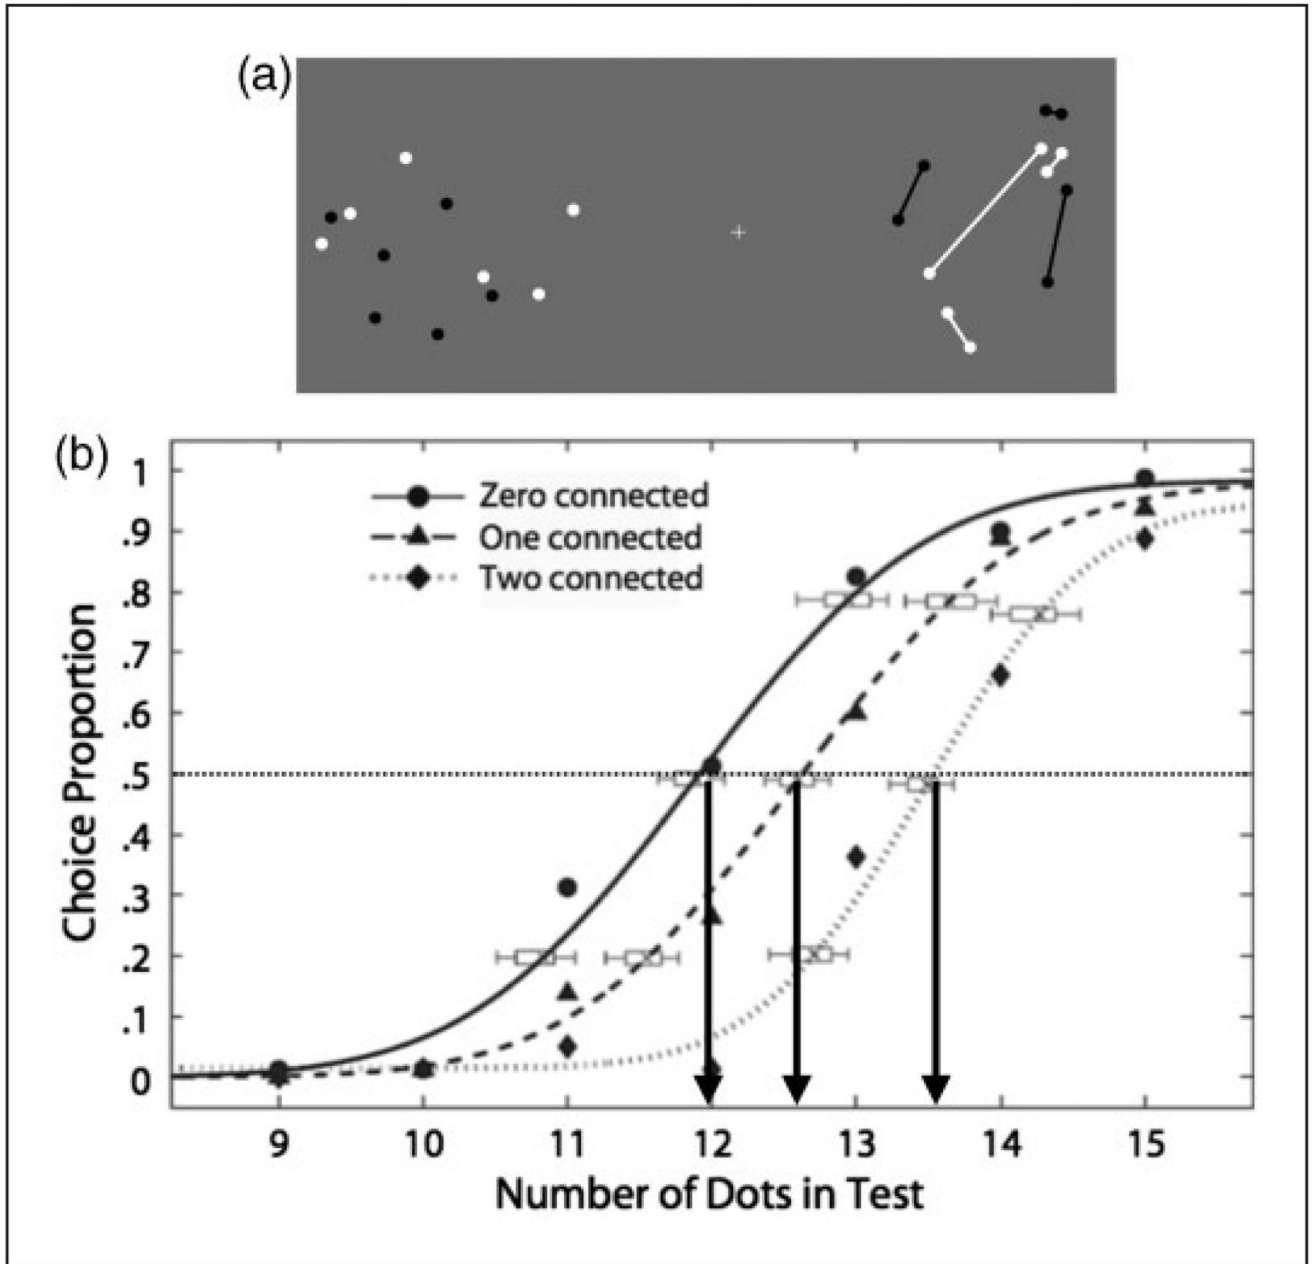 (a)
(b)
1
.9
.8
.7
.6
.5
.4
.3
.2
.1
0
Choice Proportion
Zero connected
One connected
Two connected
9 10 11 12 13 14 15
Number of Dots in Test